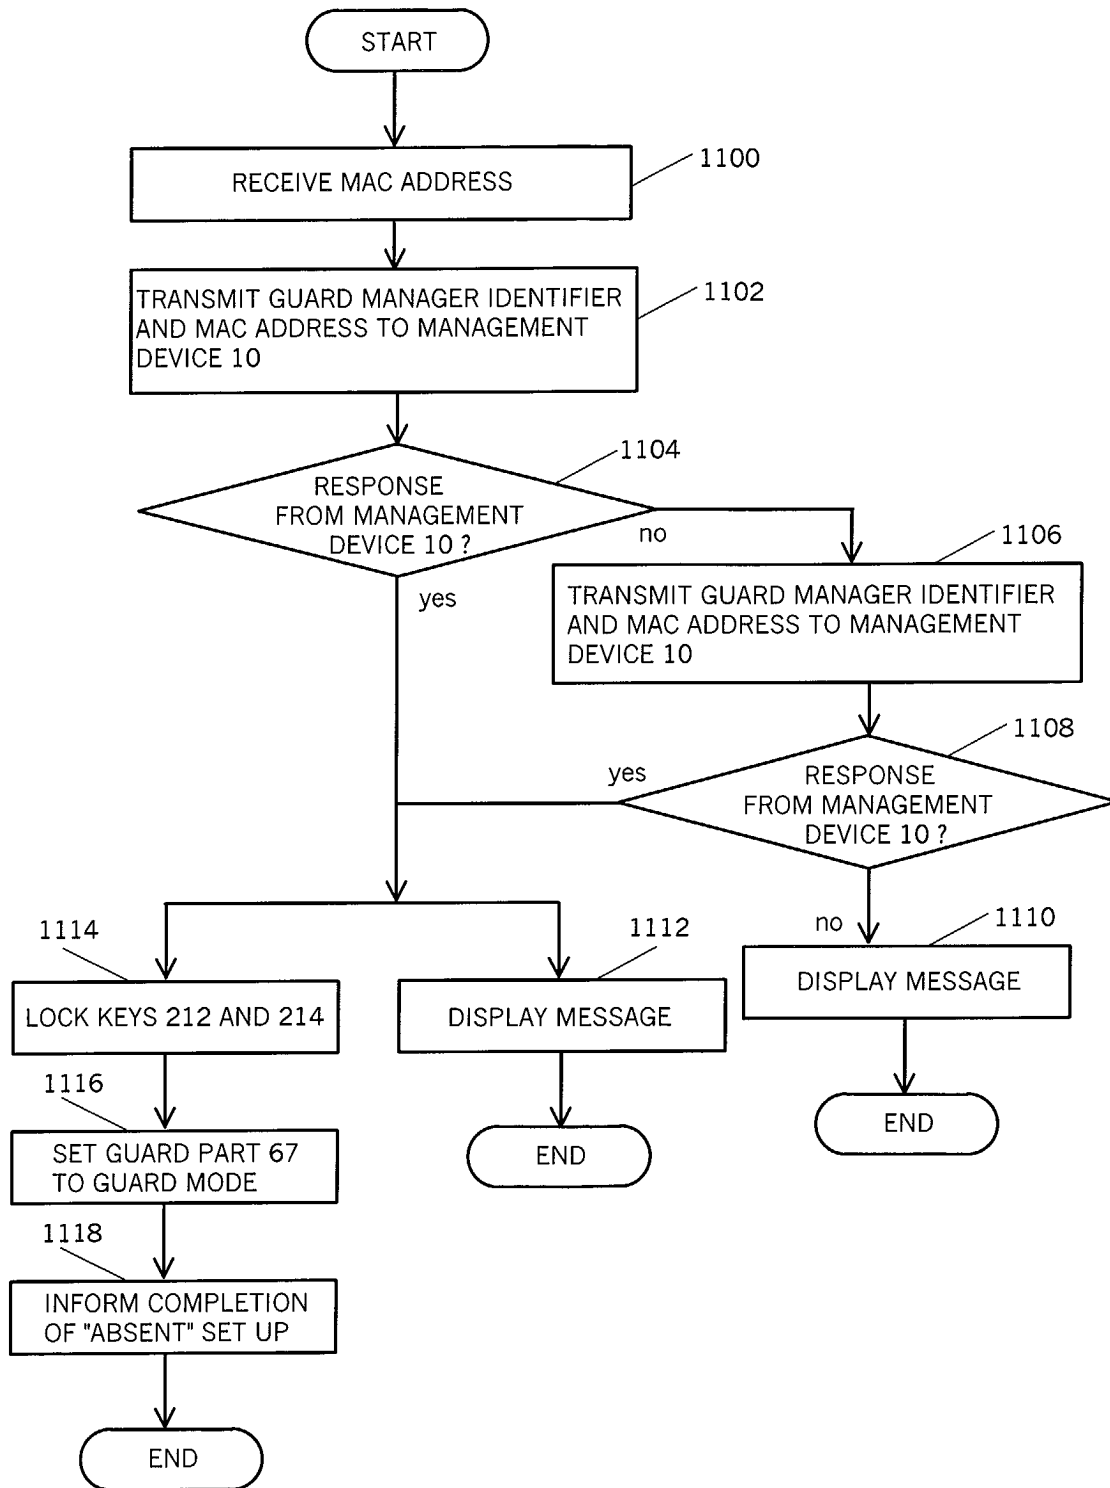 START
1100
RECEIVE MAC ADDRESS
1102
TRANSMIT GUARD MANAGER IDENTIFIER
AND MAC ADDRESS TO MANAGEMENT
DEVICE 10
1104
RESPONSE
FROM MANAGEMENT
DEVICE 10 ?
no
yes
1106
TRANSMIT GUARD MANAGER IDENTIFIER
AND MAC ADDRESS TO MANAGEMENT
DEVICE 10
1108
yes
RESPONSE
FROM MANAGEMENT
DEVICE 10 ?
no
1110
DISPLAY MESSAGE
END
1112
DISPLAY MESSAGE
END
1114
LOCK KEYS 212 AND 214
1116
SET GUARD PART 67
TO GUARD MODE
1118
INFORM COMPLETION
OF "ABSENT" SET UP
END